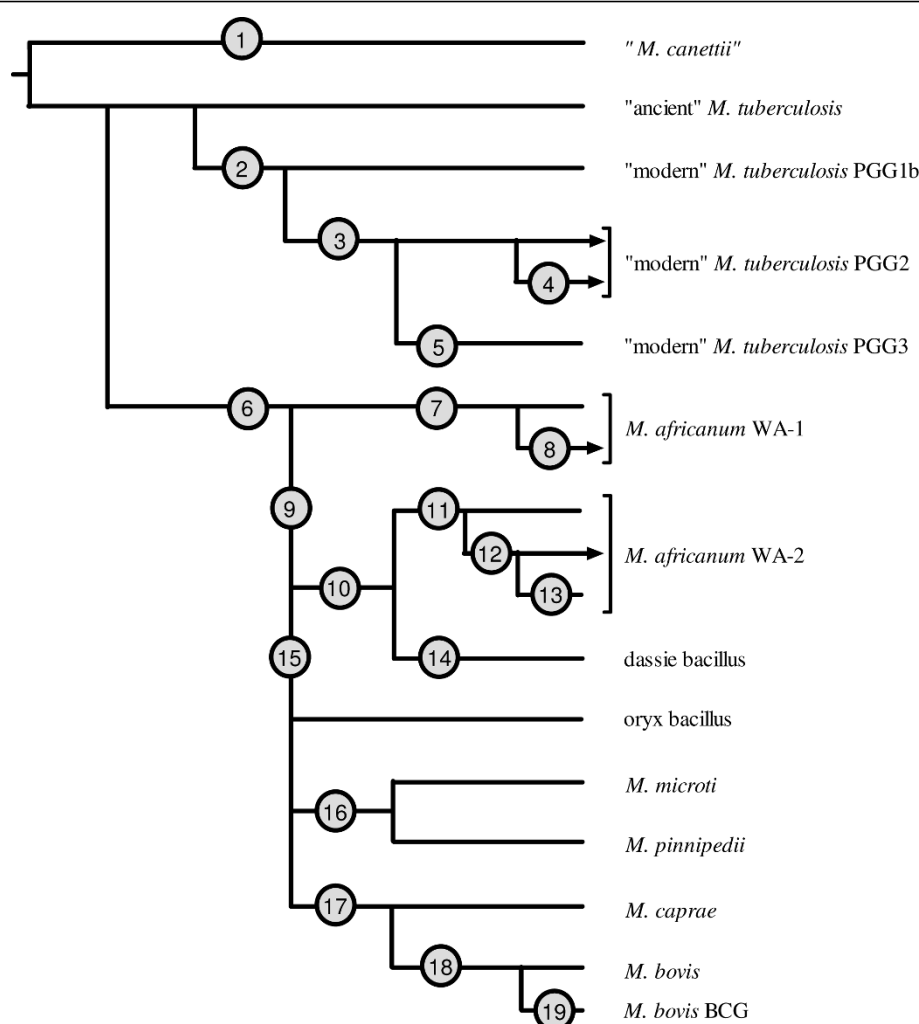 1
" M. canettii"
"ancient" M. tuberculosis
2
"modern" M. tuberculosis PGG1b
3
4
"modern" M. tuberculosis PGG2
5
"modern" M. tuberculosis PGG3
6
7
8
M. africanum WA-1
9
11
12
10
13
M. africanum WA-2
15
14
dassie bacillus
oryx bacillus
M. microti
16
M. pinnipedii
17
M. caprae
18
M. bovis
19
M. bovis BCG